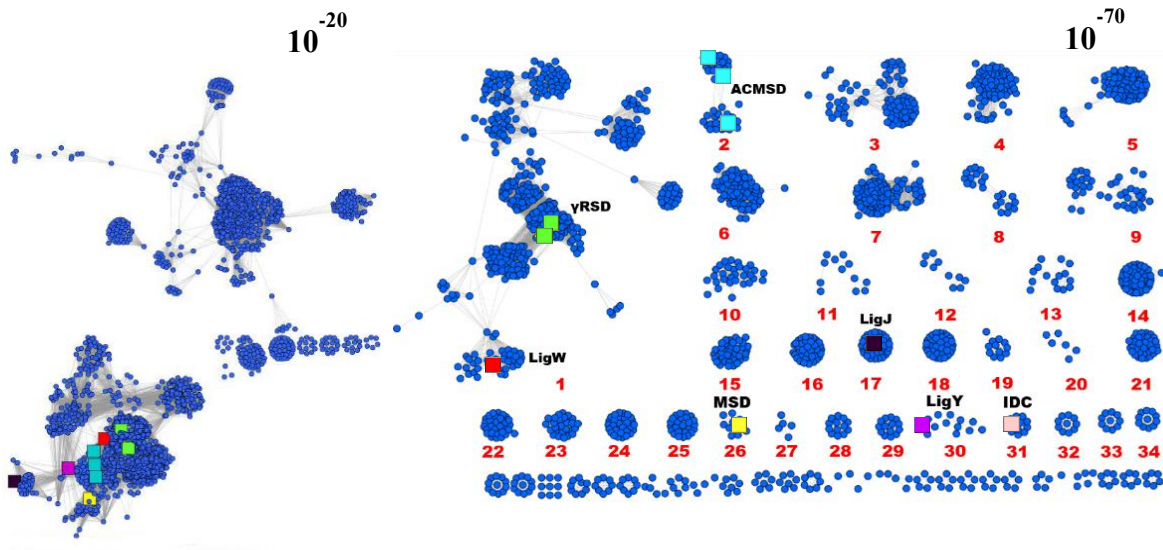 10-20
10-70
ACMSD
2 3 4 5
γRSD
6 7 8 9
10 11 12 13 14
LigJ
LigW
1 15 16 17 18 19 20 21
MSD LigY IDC
22 23 24 25 26 27 28 29 30 31 32 33 34